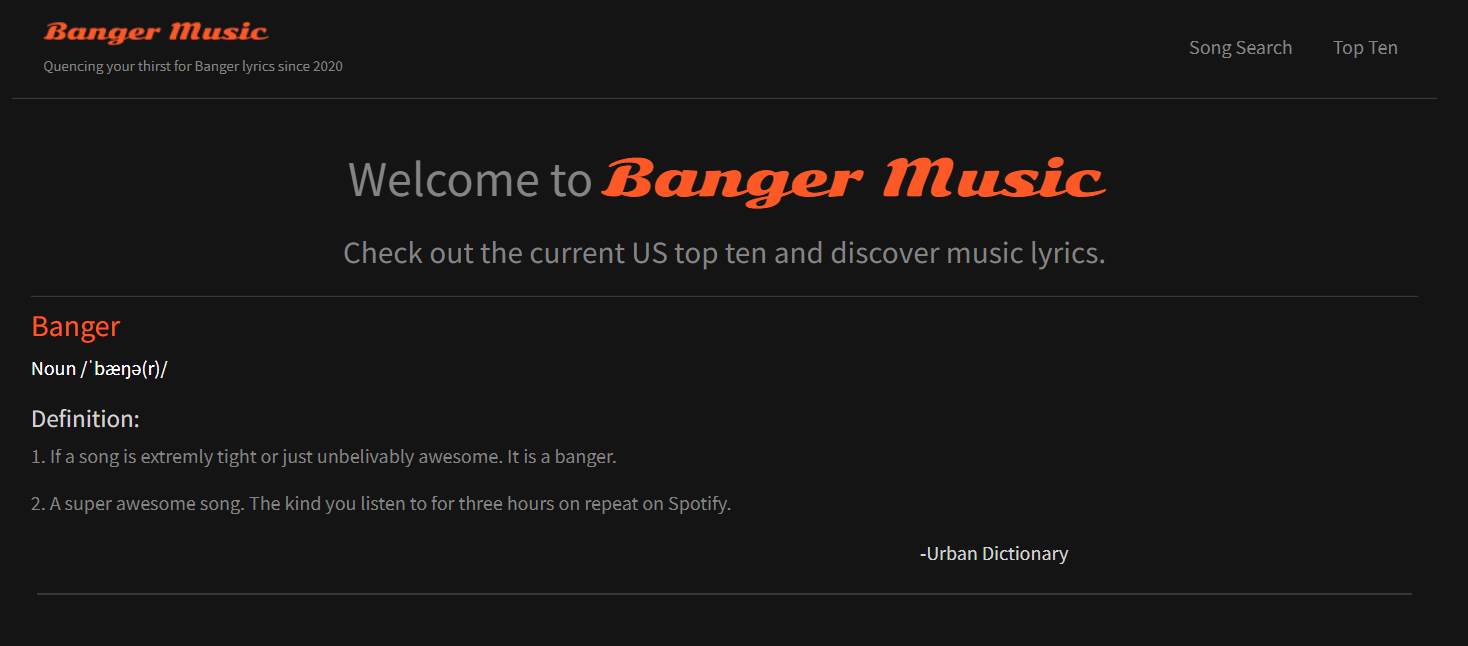 Banger Music
Quencing your thirst for Banger lyrics since 2020
Song Search
Top Ten
Welcome to Banger Music
Check out the current US top ten and discover music lyrics.
Banger
Noun /ˈbæŋə(r)/
Definition:
1. If a song is extremly tight or just unbelivably awesome. It is a banger.
2. A super awesome song. The kind you listen to for three hours on repeat on Spotify.
-Urban Dictionary